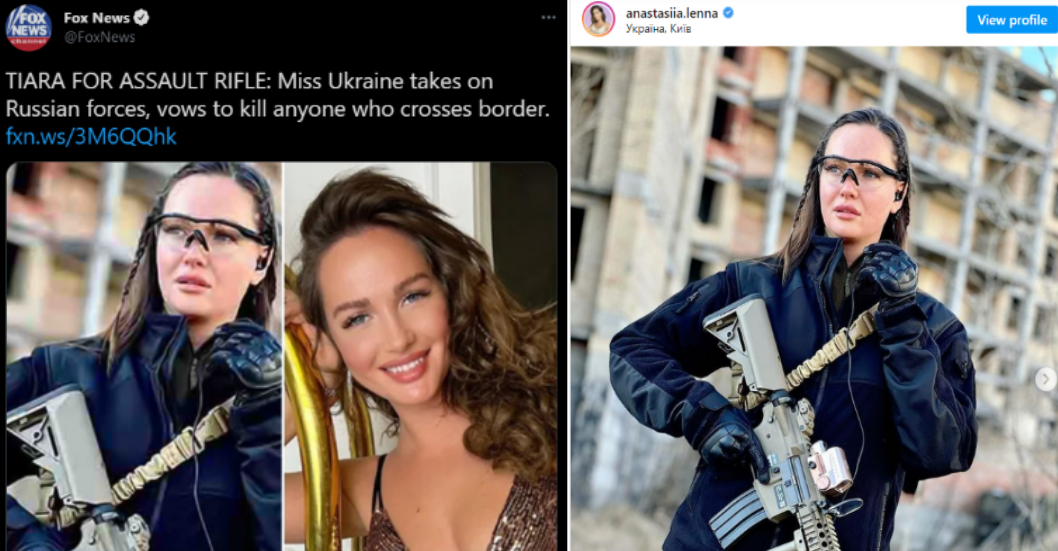 FOX
NEWS
channel
Fox News
@FoxNews
TIARA FOR ASSAULT RIFLE: Miss Ukraine takes on
Russian forces, vows to kill anyone who crosses border.
fxn.ws/3M6QQhk
anastasiia.lenna
Україна, Київ
View profile